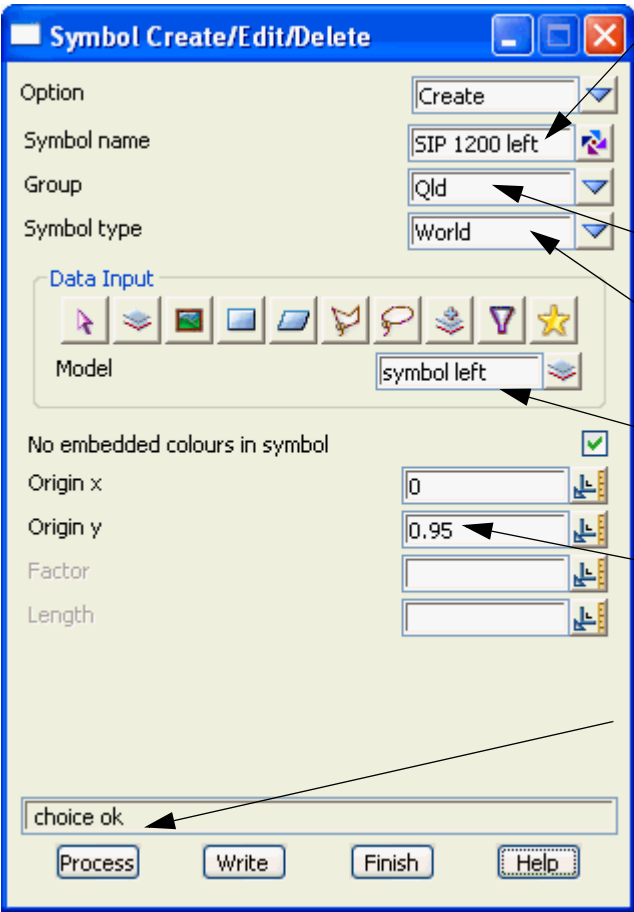 Symbol Create/Edit/Delete
Option Create
Symbol name SIP 1200 left
Group Qld
Symbol type World
Data Input
Model symbol left
No embedded colours in symbol
Origin x 0
Origin y 0.95
Factor
Length
choice ok
Process Write Finish Help